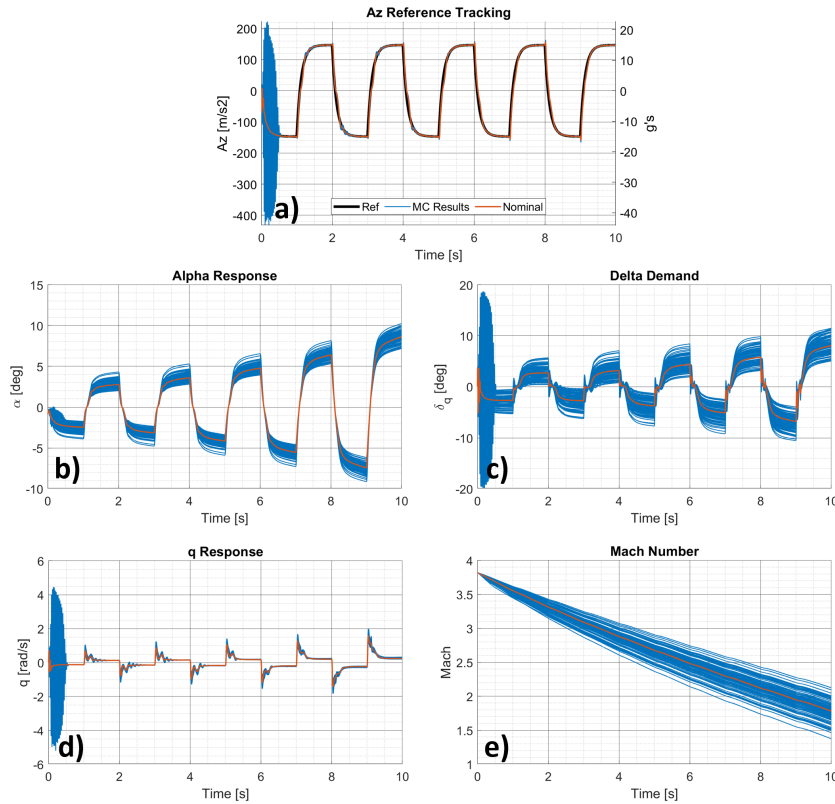 Az Reference Tracking
200
100
0
-100
-200
-300
-400
Az [m/s2]
20
10
0
-10
-20
-30
-40
g's
a)
Ref
MC Results
Nominal
0
2
4
6
8
10
Time [s]
Alpha Response
15
10
5
0
-5
-10
α [deg]
b)
0
2
4
6
8
10
Time [s]
Delta Demand
20
10
0
-10
-20
δq [deg]
c)
0
2
4
6
8
10
Time [s]
q Response
6
4
2
0
-2
-4
-6
q [rad/s]
d)
0
2
4
6
8
10
Time [s]
Mach Number
4
3.5
3
2.5
2
1.5
1
Mach
e)
0
2
4
6
8
10
Time [s]